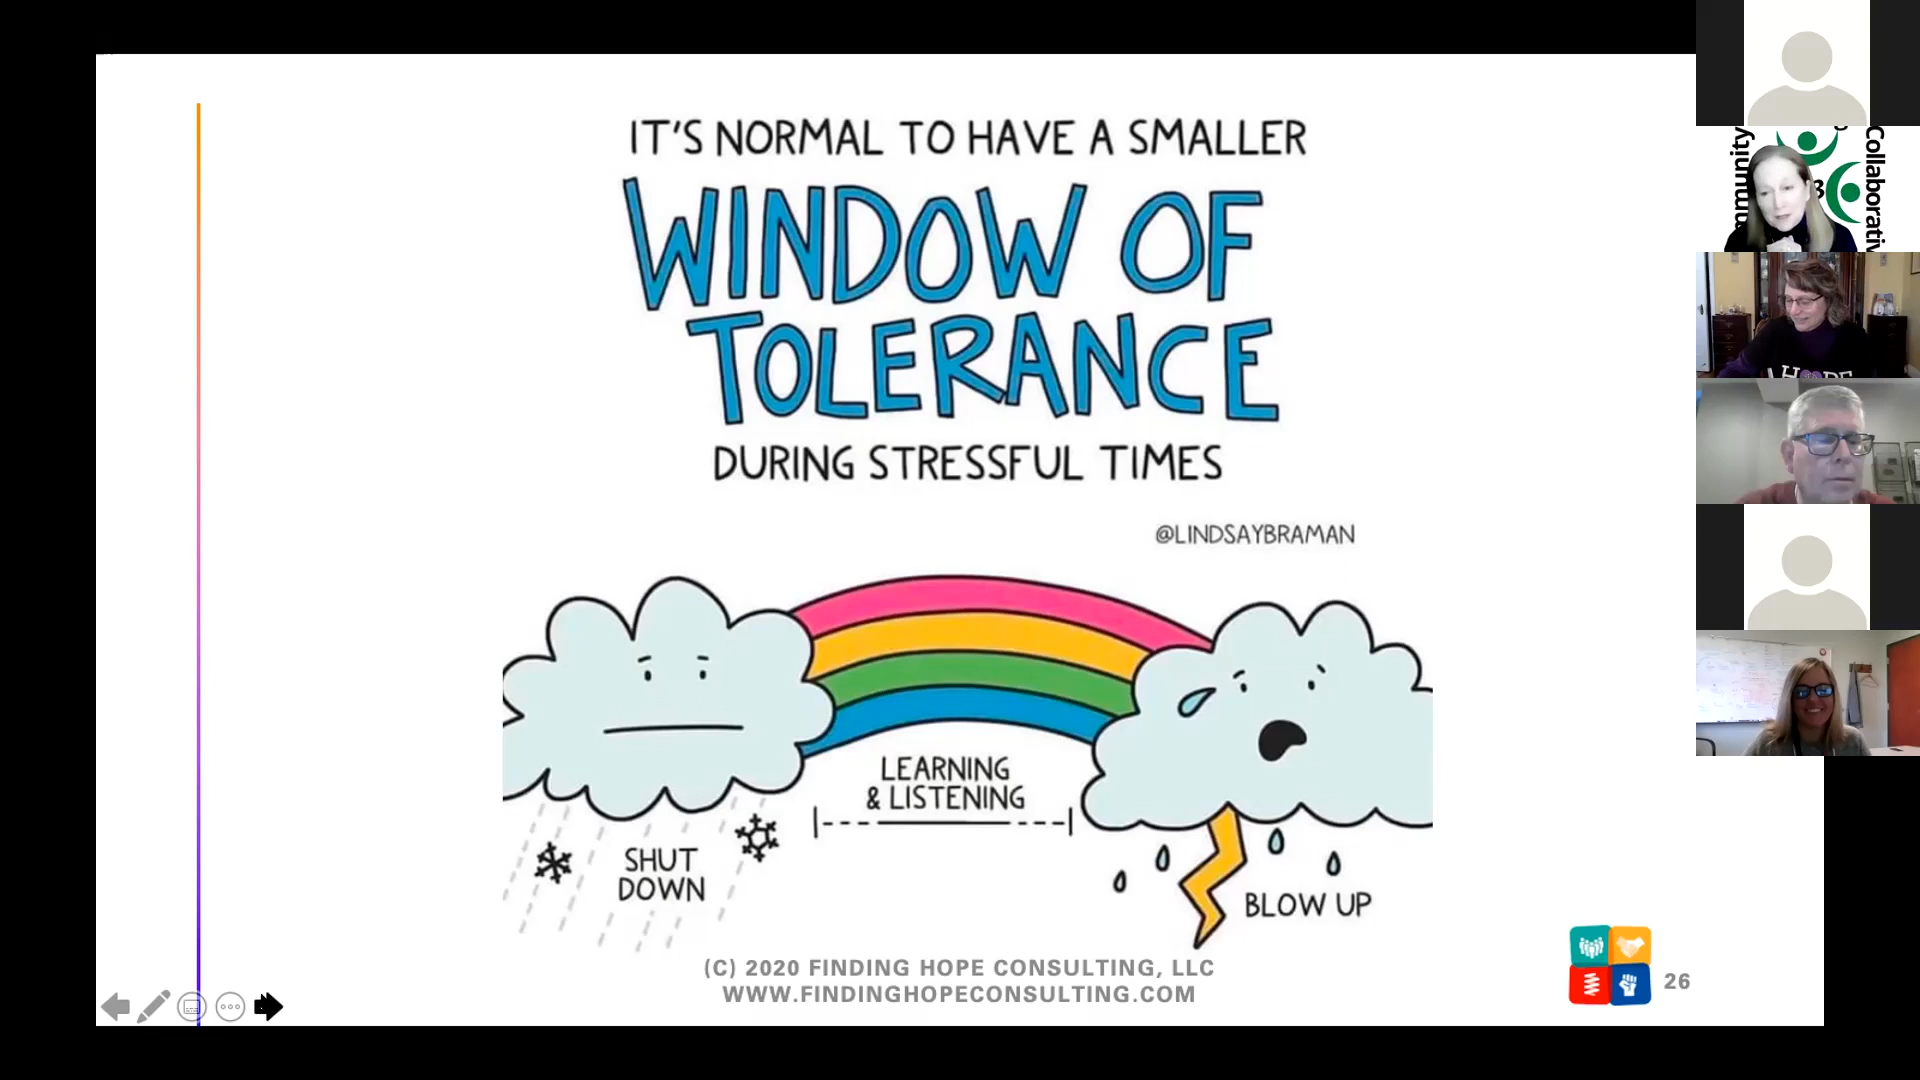 IT'S NORMAL TO HAVE A SMALLER
WINDOW OF
TOLERANCE
DURING STRESSFUL TIMES
@LINDSAYBRAMAN
LEARNING
& LISTENING
SHUT
DOWN
BLOW UP
(C) 2020 FINDING HOPE CONSULTING, LLC
WWW.FINDINGHOPECONSULTING.COM
26
Collaborativ